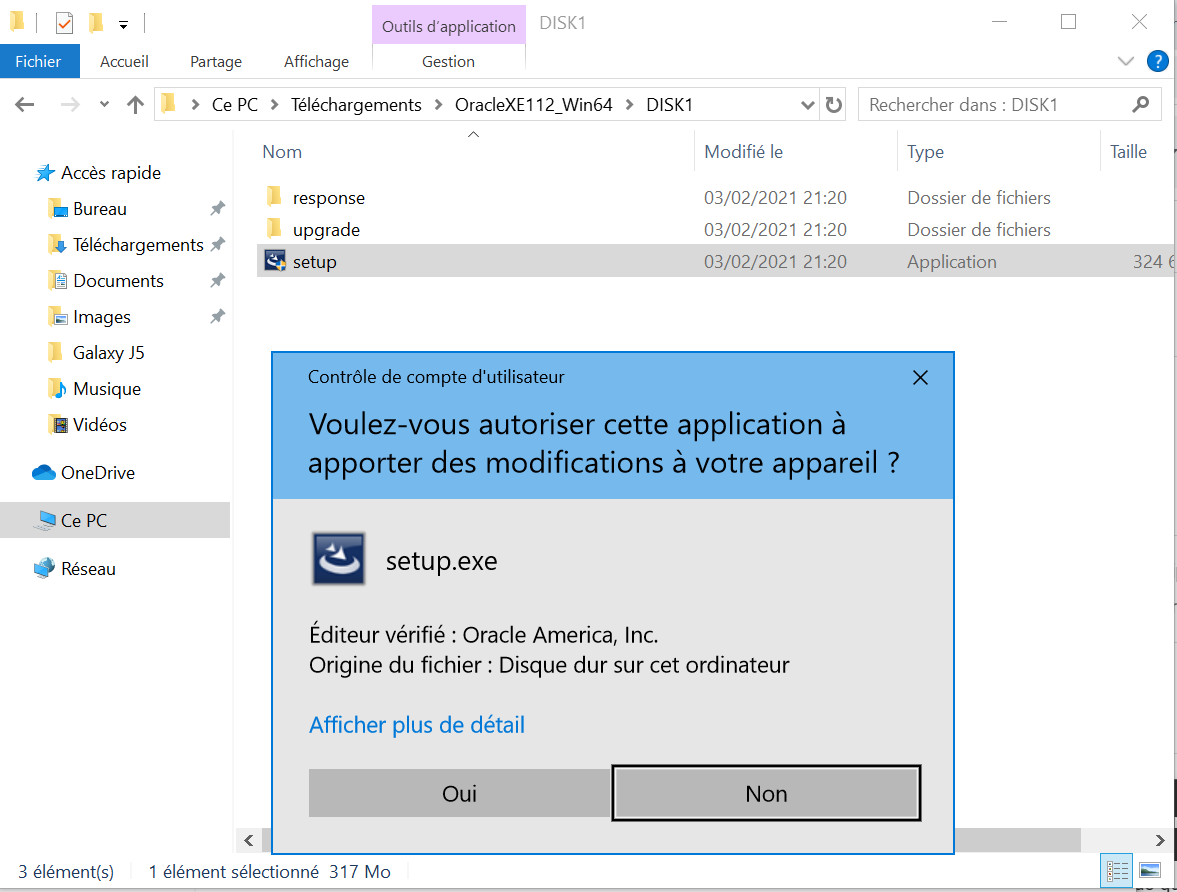 Outils d'application
DISK1
Fichier
Accueil
Partage
Affichage
Gestion
?
Ce PC
Téléchargements
OracleXE112_Win64
DISK1
Rechercher dans : DISK1
Nom
Modifié le
Type
Taille
response
03/02/2021 21:20
Dossier de fichiers
upgrade
03/02/2021 21:20
Dossier de fichiers
setup
03/02/2021 21:20
Application
324 6
Accès rapide
Bureau
Téléchargements
Documents
Images
Galaxy J5
Musique
Vidéos
OneDrive
Ce PC
Réseau
Contrôle de compte d'utilisateur
Voulez-vous autoriser cette application à
apporter des modifications à votre appareil ?
setup.exe
Éditeur vérifié : Oracle America, Inc.
Origine du fichier : Disque dur sur cet ordinateur
Afficher plus de détail
Oui
Non
3 élément(s)
1 élément sélectionné 317 Mo